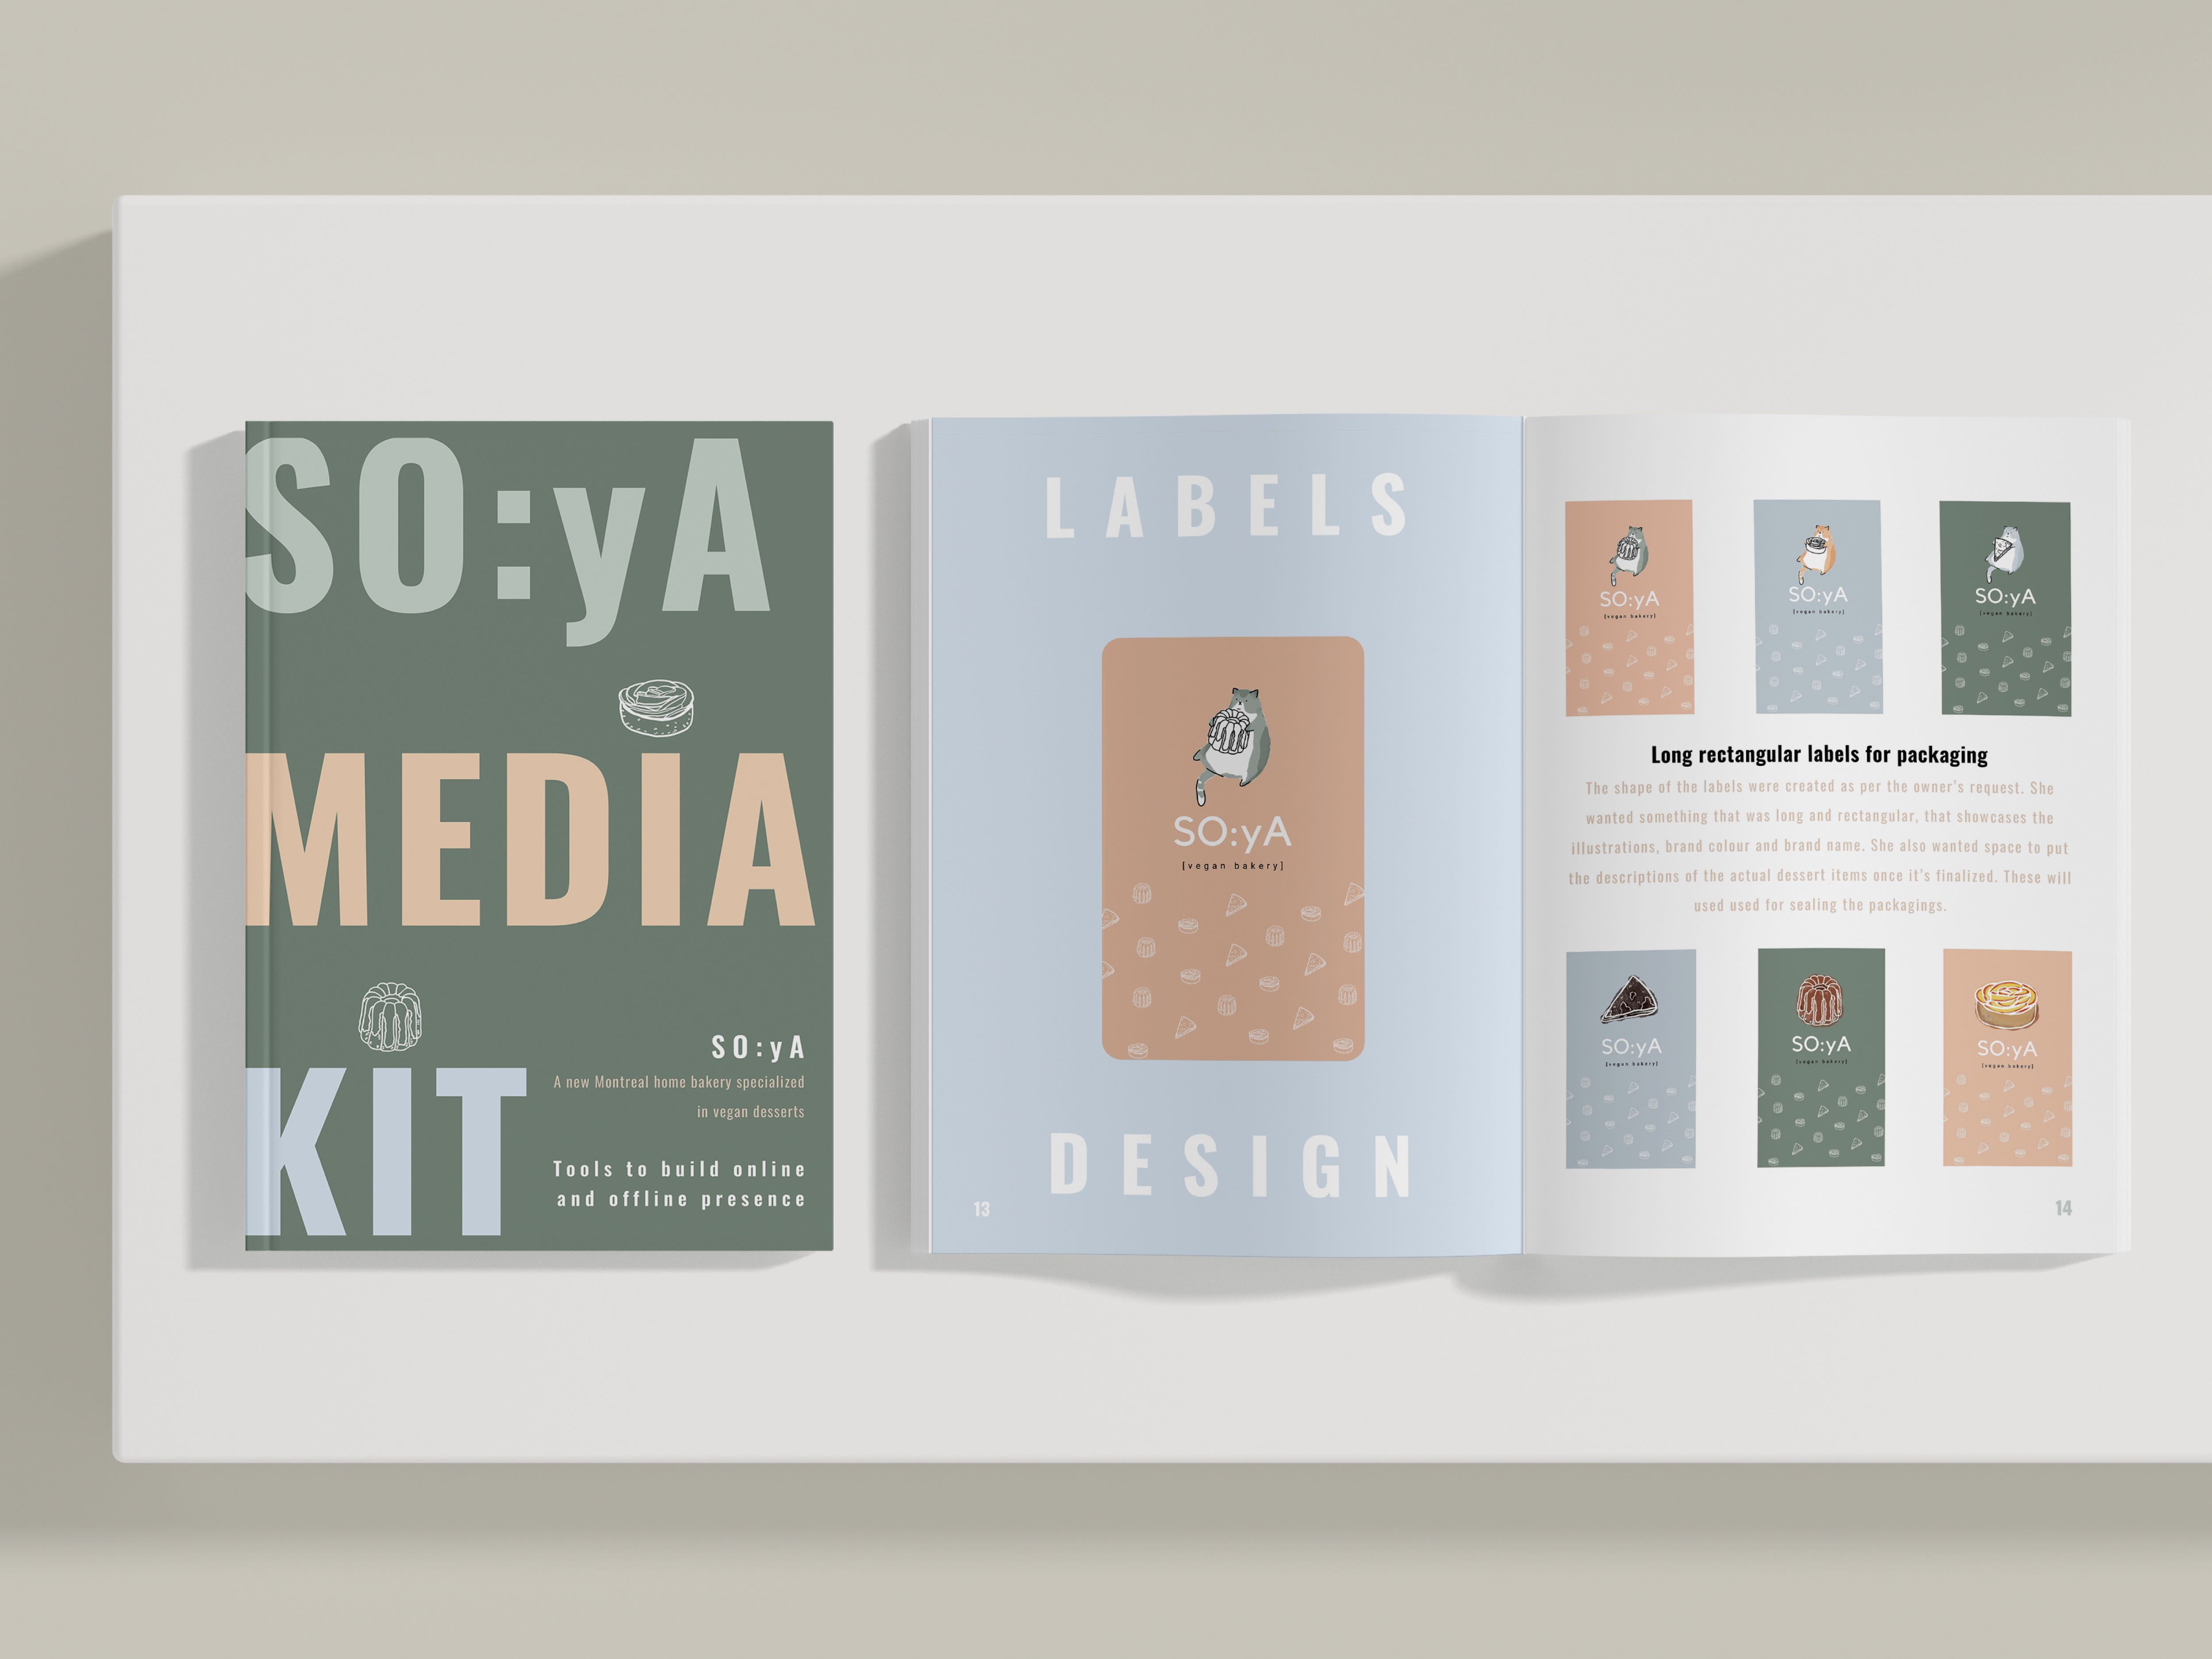 SO:yA
MEDIA
KIT
SO:yA
A new Montreal home bakery specialized
in vegan desserts
Tools to build online
and offline presence
LABELS
SO:yA
[vegan bakery]
DESIGN
13
SO:yA
[vegan bakery]
SO:yA
[vegan bakery]
SO:yA
[vegan bakery]
Long rectangular labels for packaging
The shape of the labels were created as per the owner's request. She
wanted something that was long and rectangular, that showcases the
illustrations, brand colour and brand name. She also wanted space to put
the descriptions of the actual dessert items once it's finalized. These will
used used for sealing the packagings.
SO:yA
[vegan bakery]
SO:yA
[vegan bakery]
SO:yA
[vegan bakery]
14